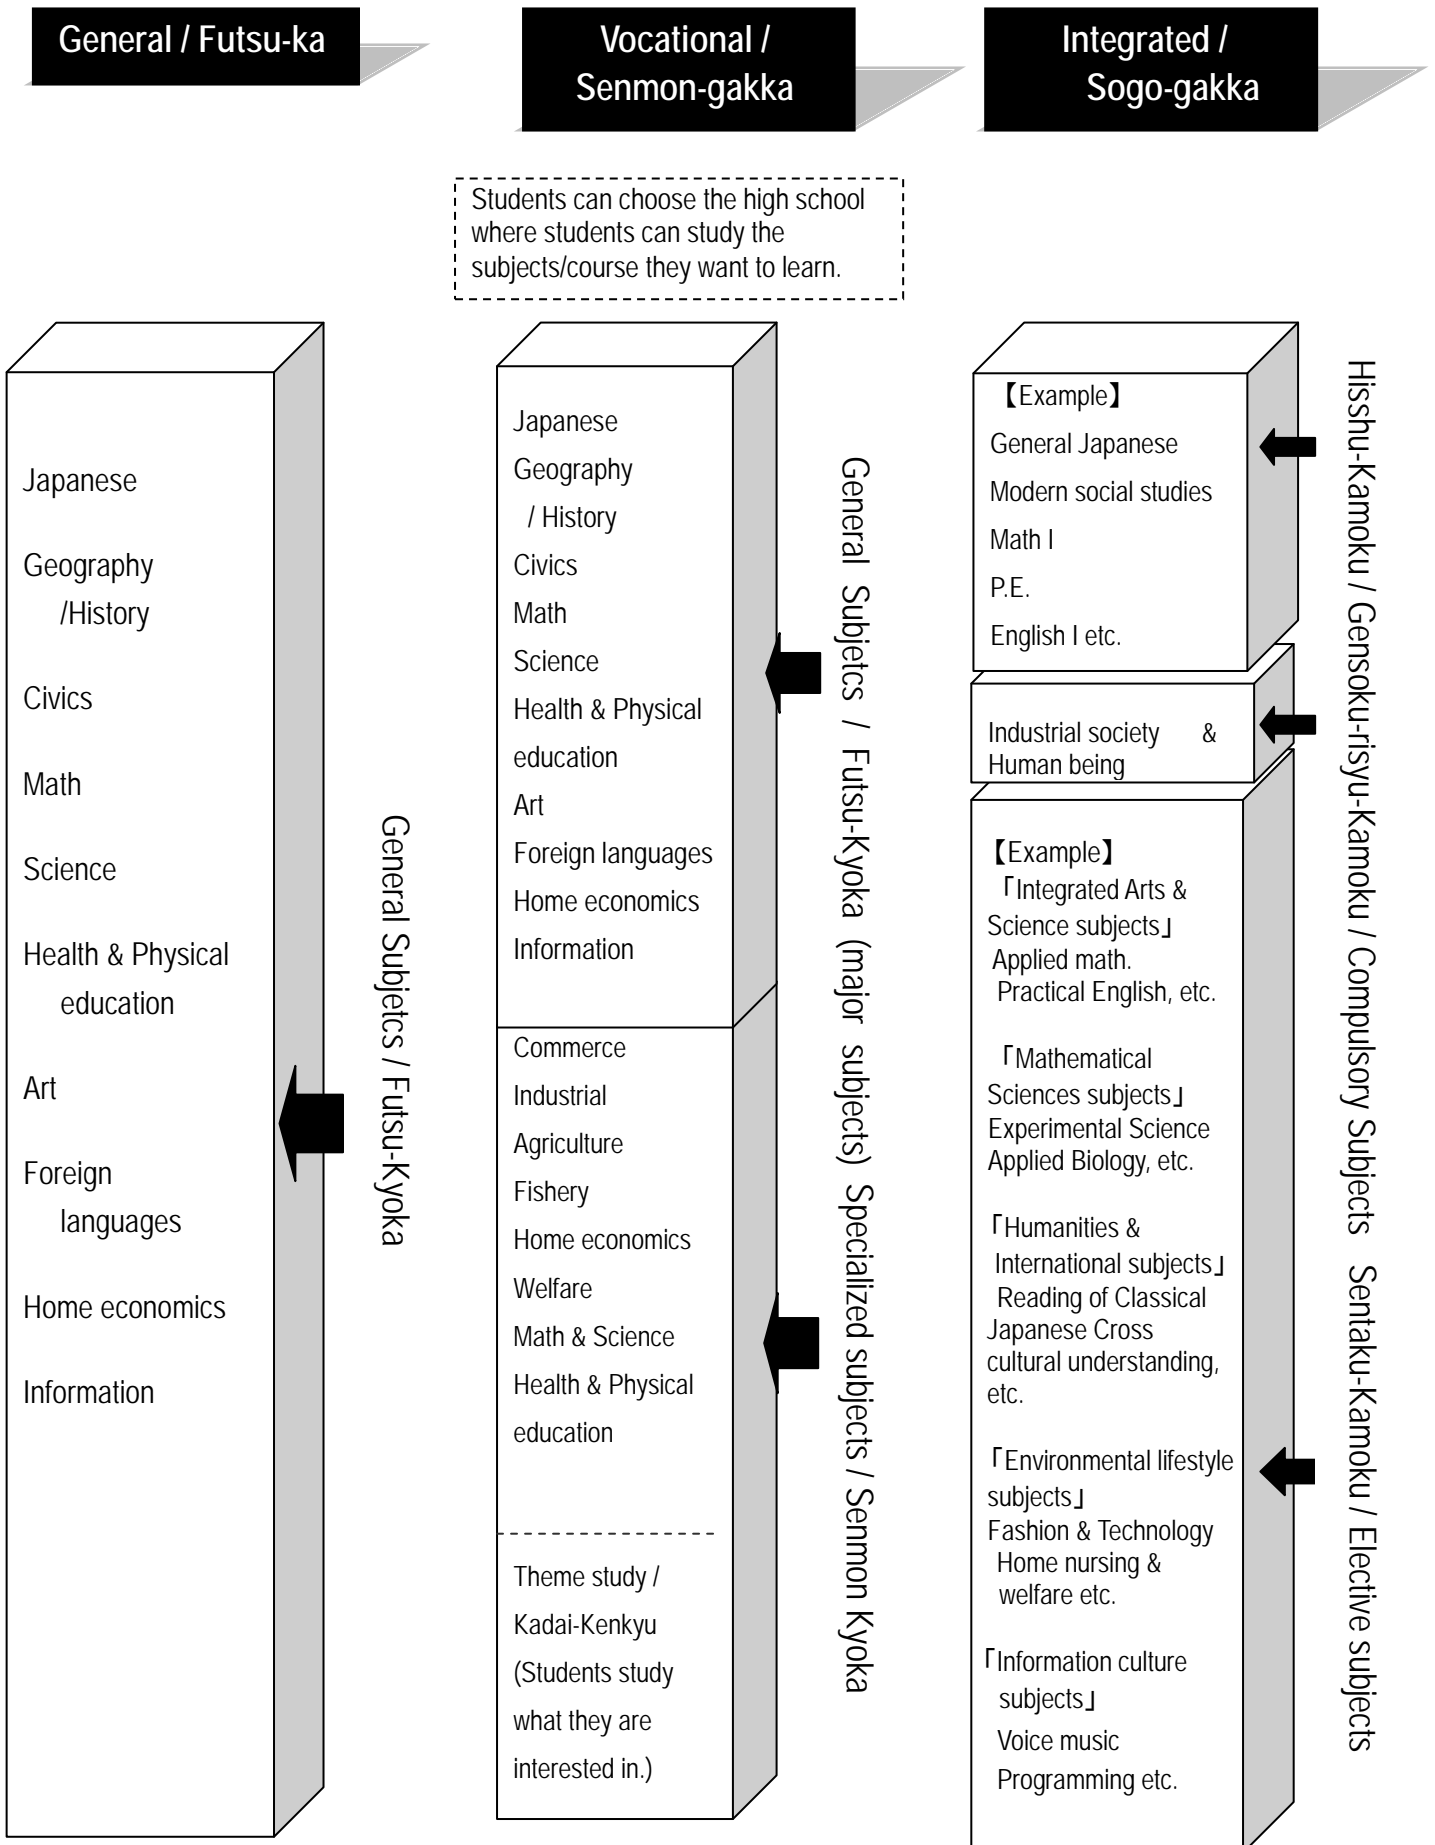 General / Futsu-ka
Vocational /
Senmon-gakka
Integrated /
Sogo-gakka
Students can choose the high school
where students can study the
subjects/course they want to learn.
Japanese
Geography
/History
Civics
Math
Science
Health & Physical
education
Art
Foreign
languages
Home economics
Information
General Subjetcs / Futsu-Kyoka
Japanese
Geography
/ History
Civics
Math
Science
Health & Physical
education
Art
Foreign languages
Home economics
Information
Commerce
Industrial
Agriculture
Fishery
Home economics
Welfare
Math & Science
Health & Physical
education
Theme study /
Kadai-Kenkyu
(Students study
what they are
interested in.)
General Subjetcs / Futsu-Kyoka (major subjects) Specialized subjects / Senmon Kyoka
【Example】
General Japanese
Modern social studies
Math I
P.E.
English I etc.
Industrial society &
Human being
【Example】
「Integrated Arts &
Science subjects」
Applied math.
Practical English, etc.
「Mathematical
Sciences subjects」
Experimental Science
Applied Biology, etc.
「Humanities &
International subjects」
Reading of Classical
Japanese Cross
cultural understanding,
etc.
「Environmental lifestyle
subjects」
Fashion & Technology
Home nursing &
welfare etc.
「Information culture
subjects」
Voice music
Programming etc.
Hisshu-Kamoku / Gensoku-risyu-Kamoku / Compulsory Subjects Sentaku-Kamoku / Elective subjects